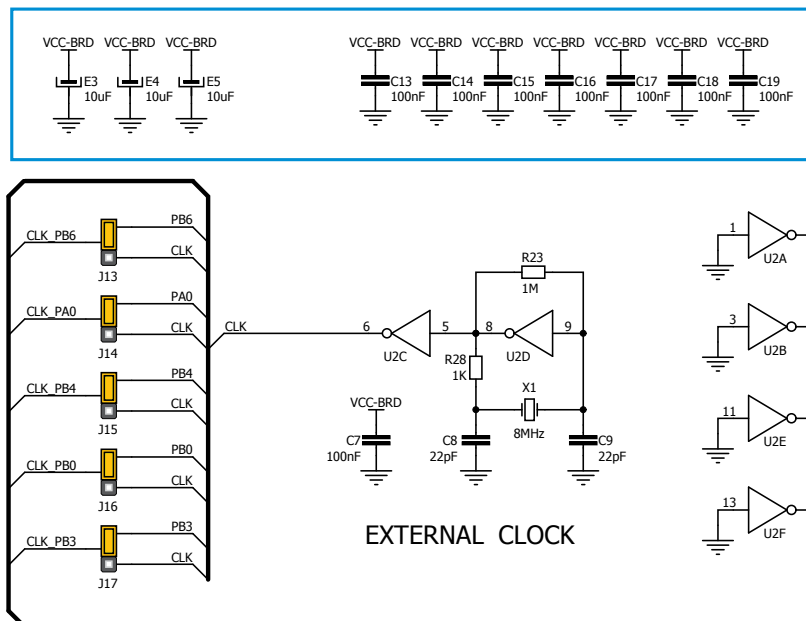 VCC-BRD VCC-BRD VCC-BRD VCC-BRD VCC-BRD VCC-BRD VCC-BRD VCC-BRD VCC-BRD VCC-BRD
E3 E4 E5 C13 C14 C15 C16 C17 C18 C19
10uF 10uF 10uF 100nF 100nF 100nF 100nF 100nF 100nF 100nF
CLK_PB6 PB6
CLK
J13
CLK_PA0 PA0
CLK
J14
CLK_PB4 PB4
CLK
J15
CLK_PB0 PB0
CLK
J16
CLK_PB3 PB3
CLK
J17
CLK
6 5
U2C
8 9
U2D
R23
1M
R28
1K
X1
8MHz
VCC-BRD
C7
100nF
C8
22pF
C9
22pF
EXTERNAL CLOCK
1
U2A
3
U2B
11
U2E
13
U2F